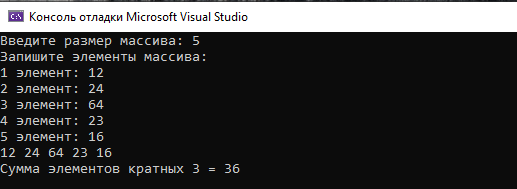 Консоль отладки Microsoft Visual Studio
Введите размер массива: 5
Запишите элементы массива:
1 элемент: 12
2 элемент: 24
3 элемент: 64
4 элемент: 23
5 элемент: 16
12 24 64 23 16
Сумма элементов кратных 3 = 36